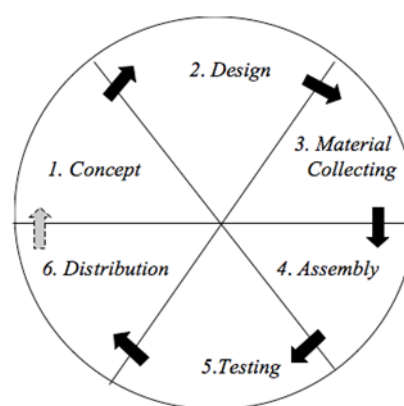 1. Concept
2. Design
3. Material
Collecting
4. Assembly
5.Testing
6. Distribution